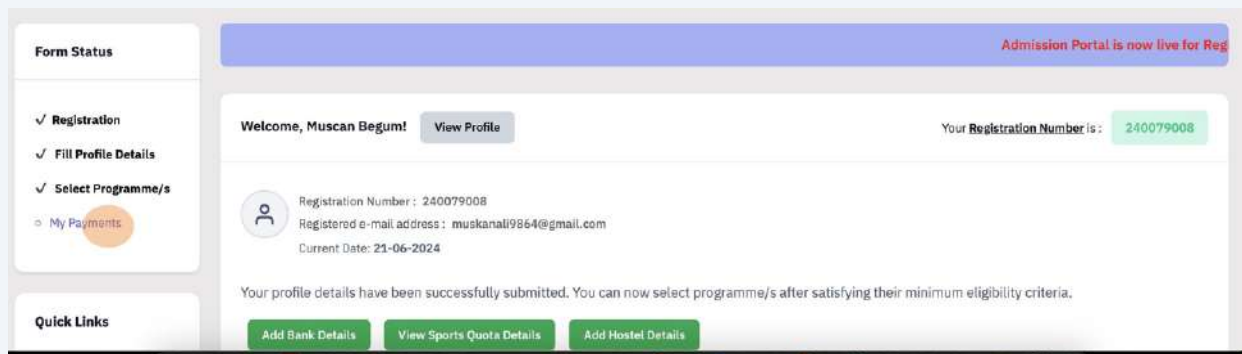 Form Status
Admission Portal is now live for Reg
✓ Registration
✓ Fill Profile Details
✓ Select Programme/s
○ My Payments
Quick Links
Welcome, Muscan Begum! View Profile Your Registration Number is : 240079008
Registration Number : 240079008
Registered e-mail address : muskanali9864@gmail.com
Current Date: 21-06-2024
Your profile details have been successfully submitted. You can now select programme/s after satisfying their minimum eligibility criteria.
Add Bank Details View Sports Quota Details Add Hostel Details